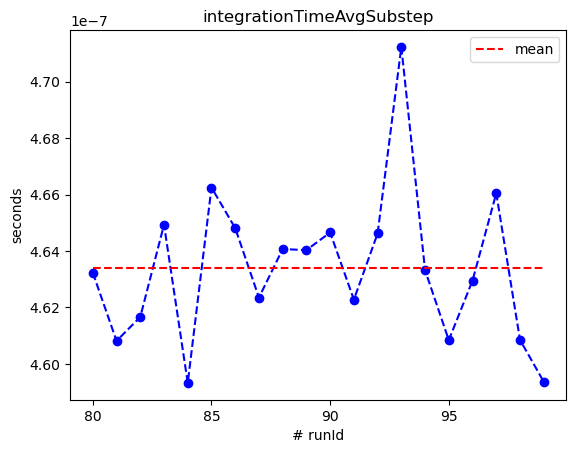 integrationTimeAvgSubstep
1e−7
mean
4.70
4.68
4.66
4.64
4.62
4.60
seconds
80
85
90
95
# runId